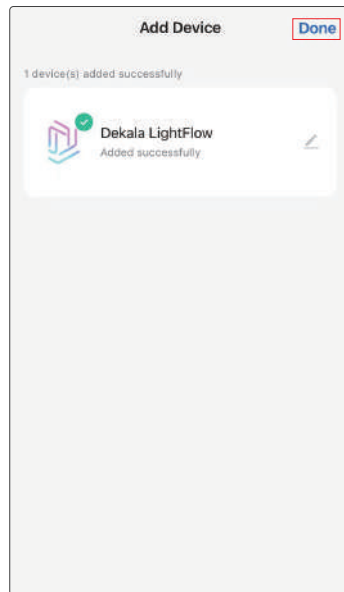 Add Device Done
1 device(s) added successfully
Dekala LightFlow
Added successfully